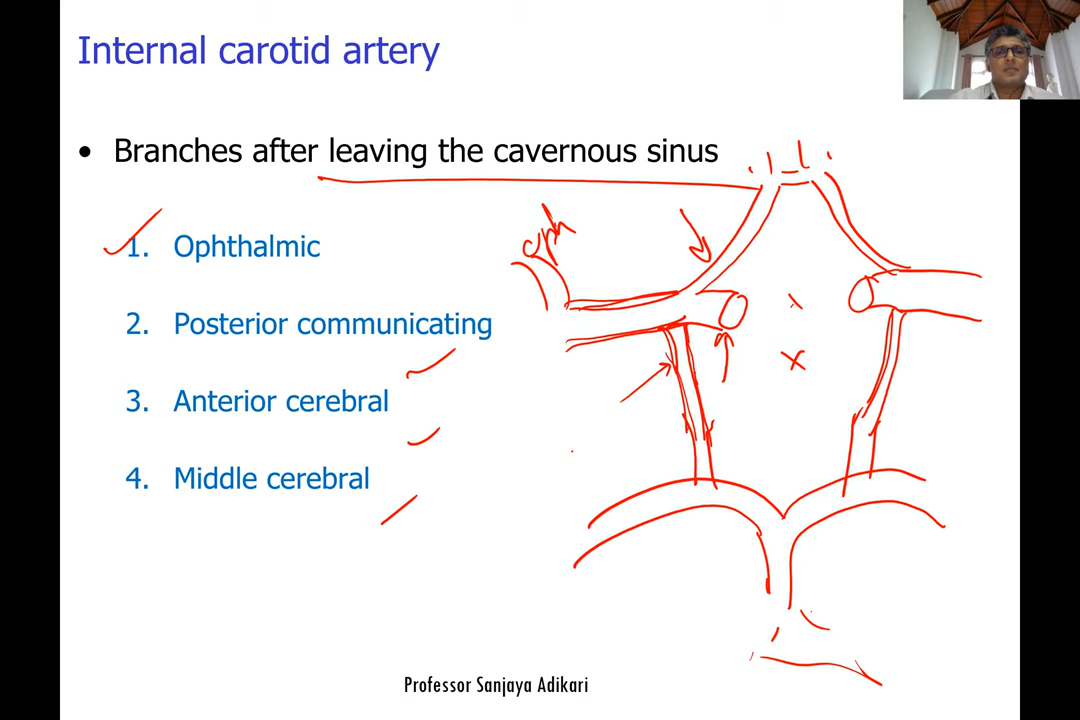 Internal carotid artery
• Branches after leaving the cavernous sinus
1. Ophthalmic
oph
2. Posterior communicating
3. Anterior cerebral
4. Middle cerebral
Professor Sanjaya Adikari